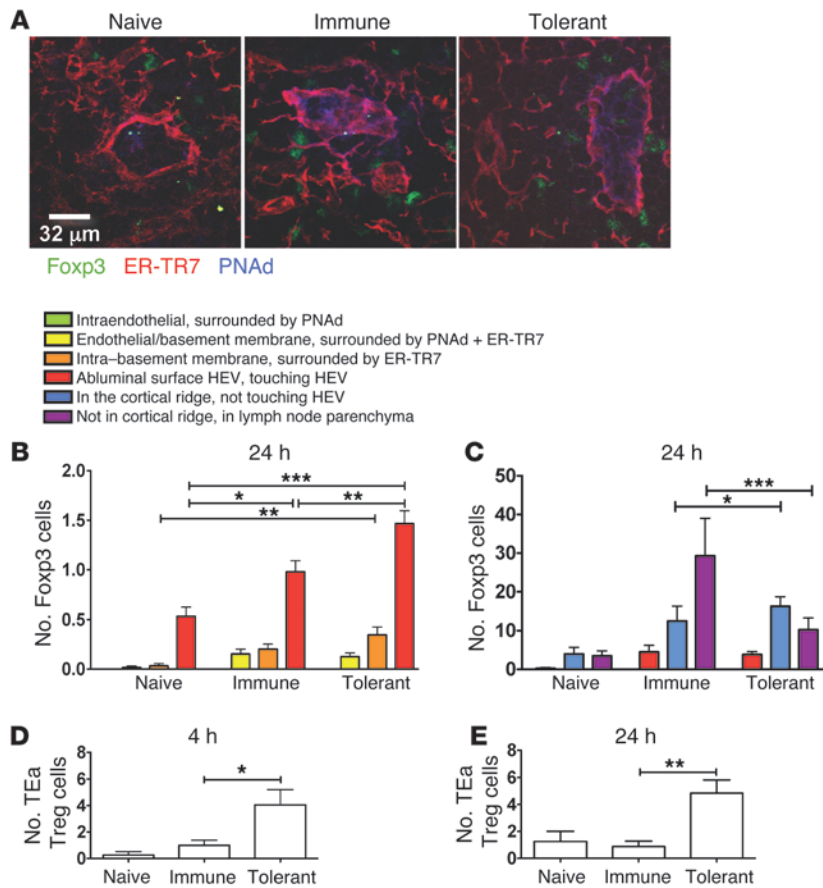 A
Naive Immune Tolerant
32 μm
Foxp3 ER-TR7 PNAd
Intraendothelial, surrounded by PNAd
Endothelial/basement membrane, surrounded by PNAd + ER-TR7
Intra–basement membrane, surrounded by ER-TR7
Abluminal surface HEV, touching HEV
In the cortical ridge, not touching HEV
Not in cortical ridge, in lymph node parenchyma
B
24 h
No. Foxp3 cells
2.0
1.5
1.0
0.5
0.0
***
*
**
**
Naive Immune Tolerant
C
24 h
No. Foxp3 cells
50
40
30
20
10
0
***
*
Naive Immune Tolerant
D
4 h
No. TEa
Treg cells
8
6
4
2
0
*
Naive Immune Tolerant
E
24 h
No. TEa
Treg cells
8
6
4
2
0
**
Naive Immune Tolerant